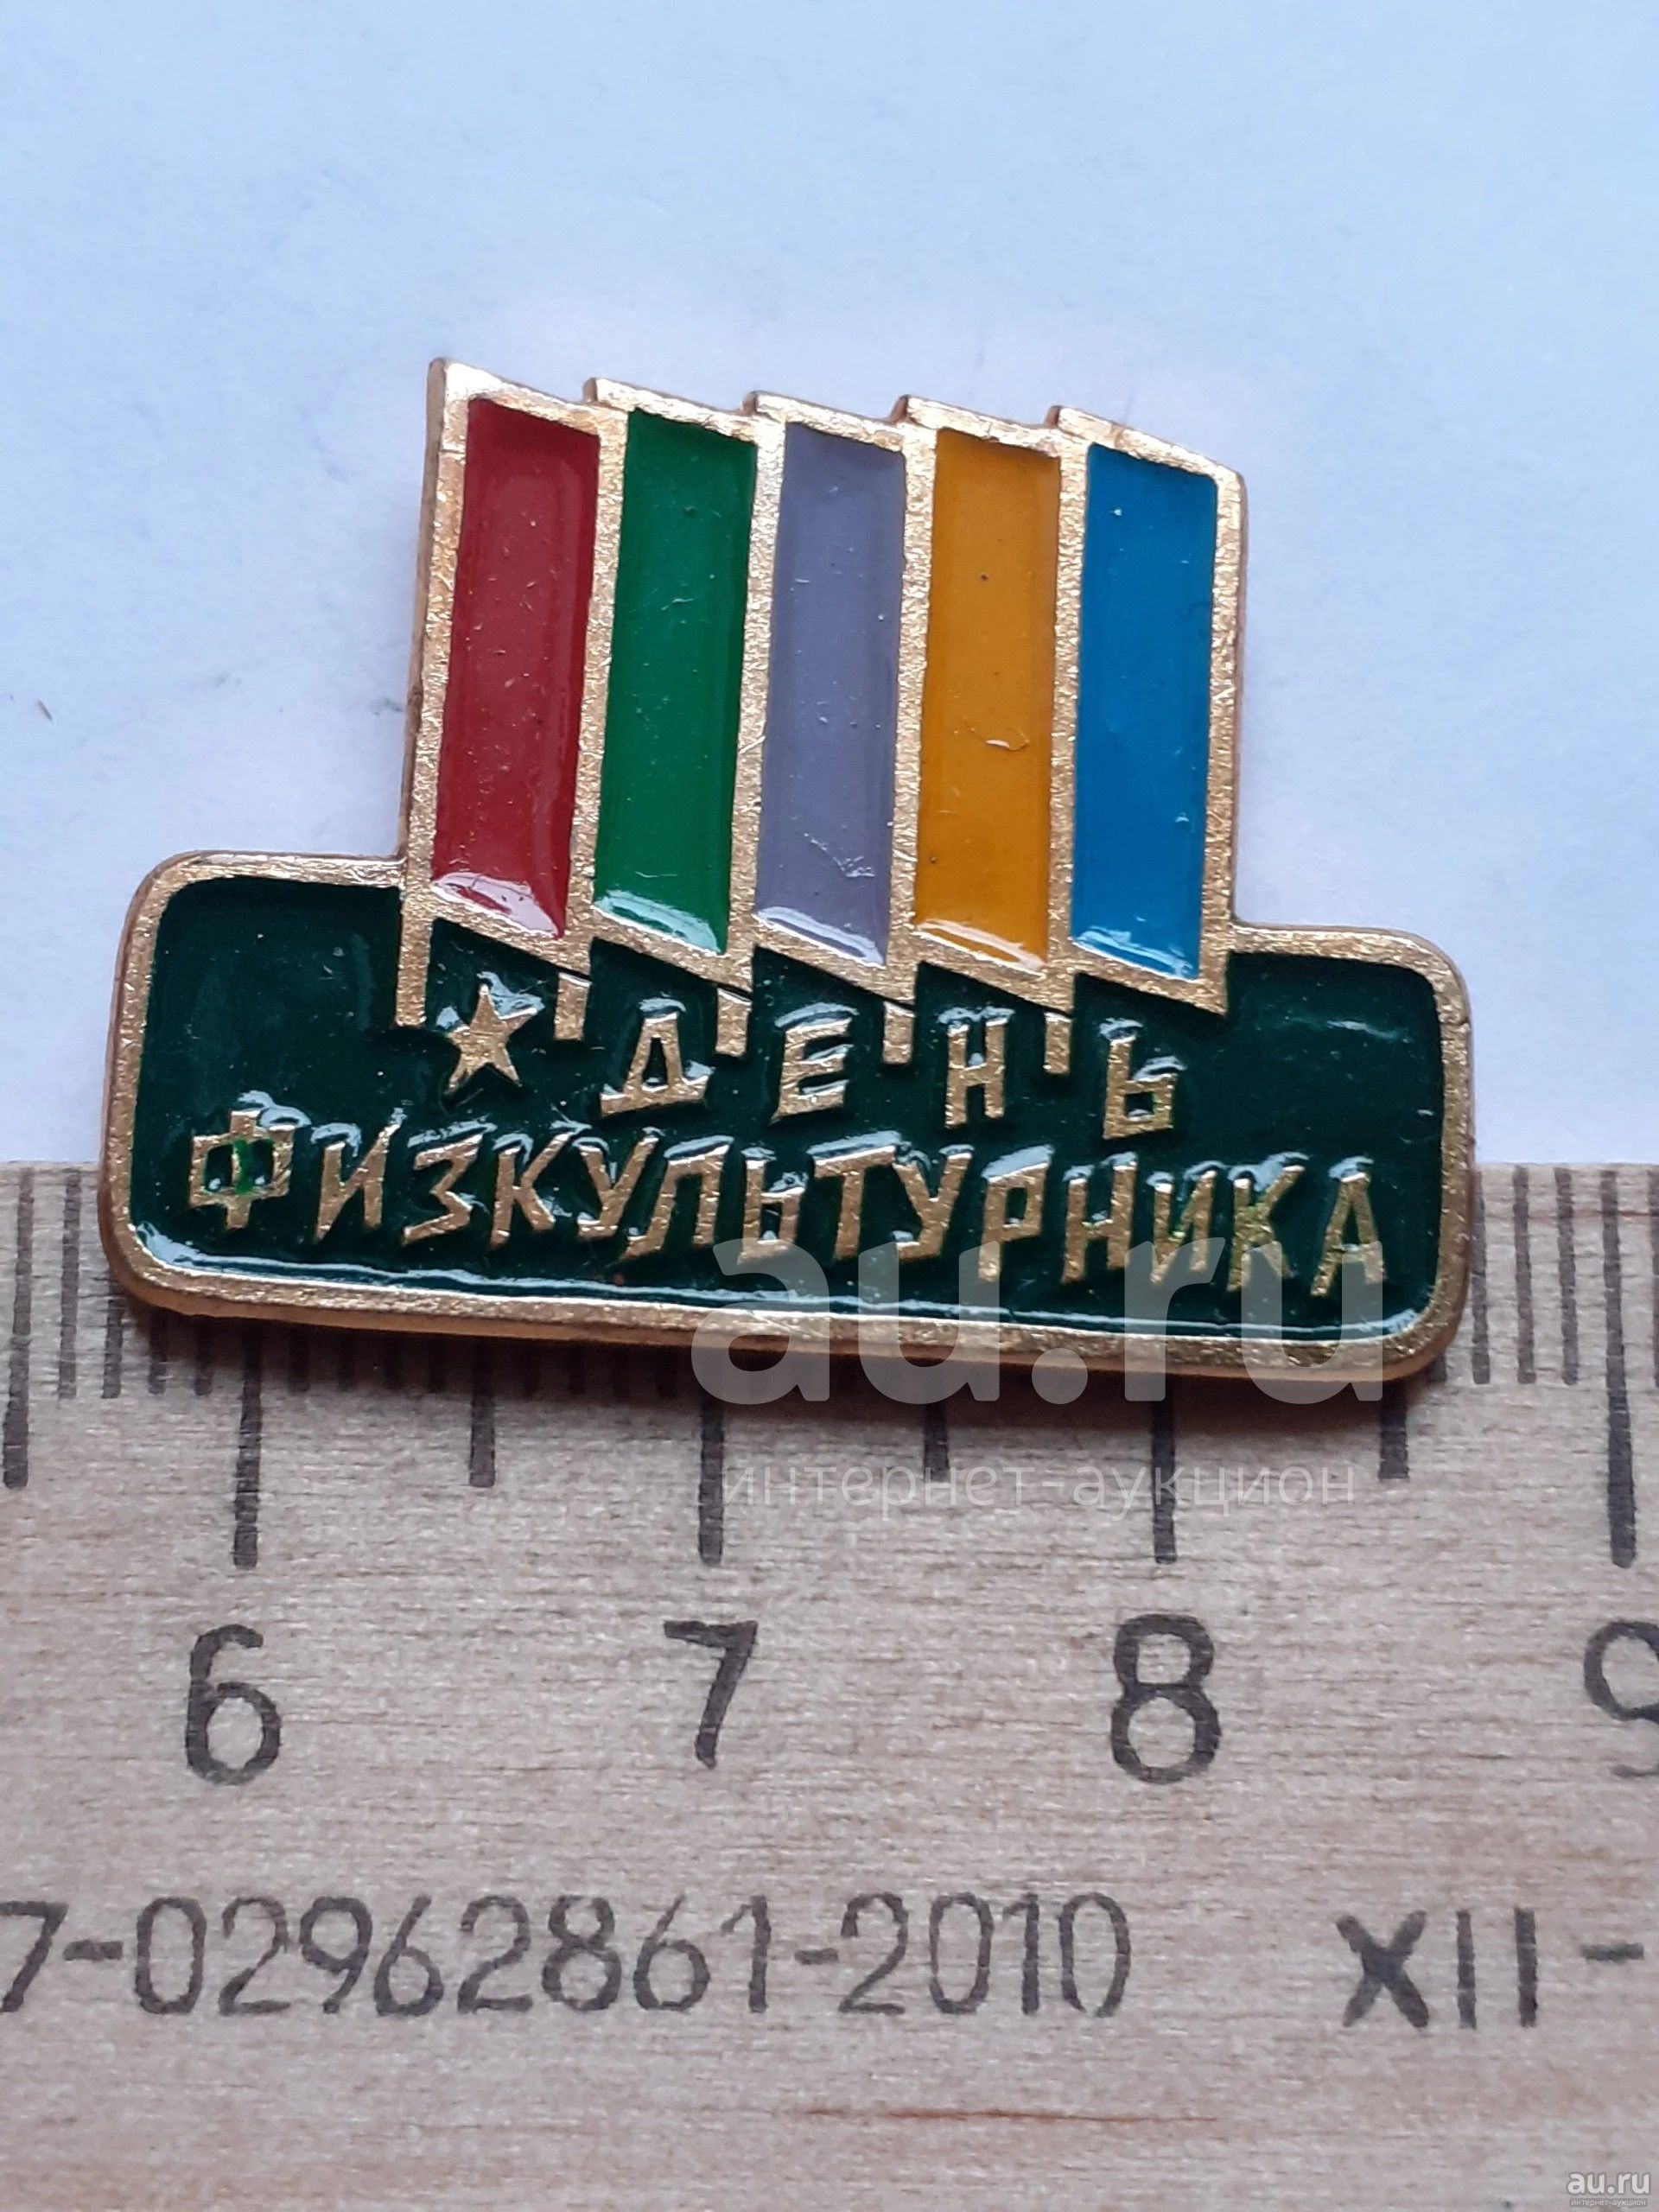 ДЕНЬ
ФИЗКУЛЬТУРНИКА
au.ru
интернет-аукцион
6 7 8 9
7-02962861-2010 XII-
au.ru
интернет-аукцион